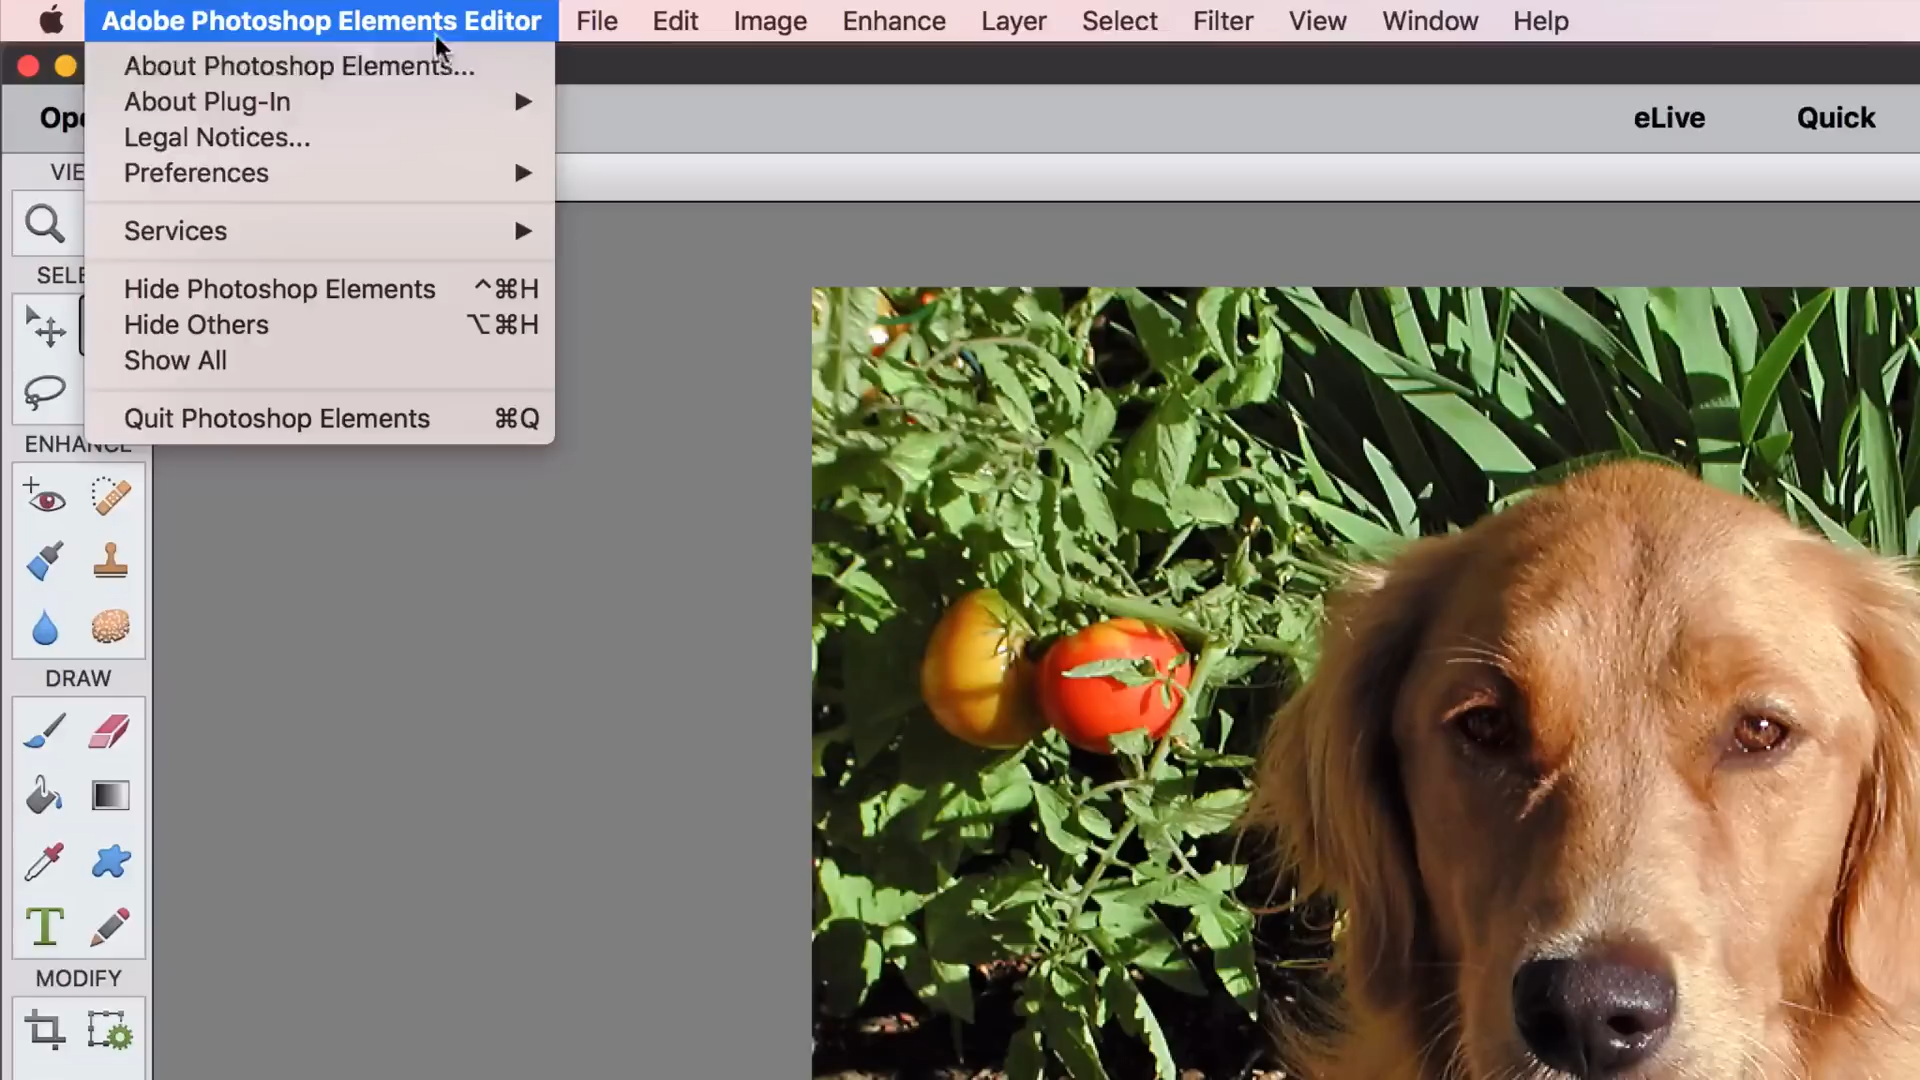 Adobe Photoshop Elements Editor File Edit Image Enhance Layer Select Filter View Window Help
About Photoshop Elements...
About Plug-In
Legal Notices...
Preferences
Services
Hide Photoshop Elements ^⌘H
Hide Others ⌥⌘H
Show All
Quit Photoshop Elements ⌘Q
eLive Quick
ENHANCE
DRAW
T
MODIFY